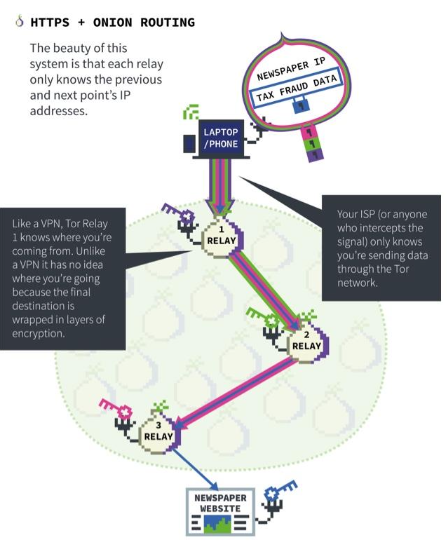 HTTPS + ONION ROUTING
The beauty of this
system is that each relay
only knows the previous
and next point's IP
addresses.
NEWSPAPER IP
TAX FRAUD DATA
LAPTOP
/PHONE
Like a VPN, Tor Relay
1 knows where you're
coming from. Unlike
a VPN it has no idea
where you're going
because the final
destination is
wrapped in layers of
encryption.
Your ISP (or anyone
who intercepts the
signal) only knows
you're sending data
through the Tor
network.
1
RELAY
2
RELAY
3
RELAY
NEWSPAPER
WEBSITE